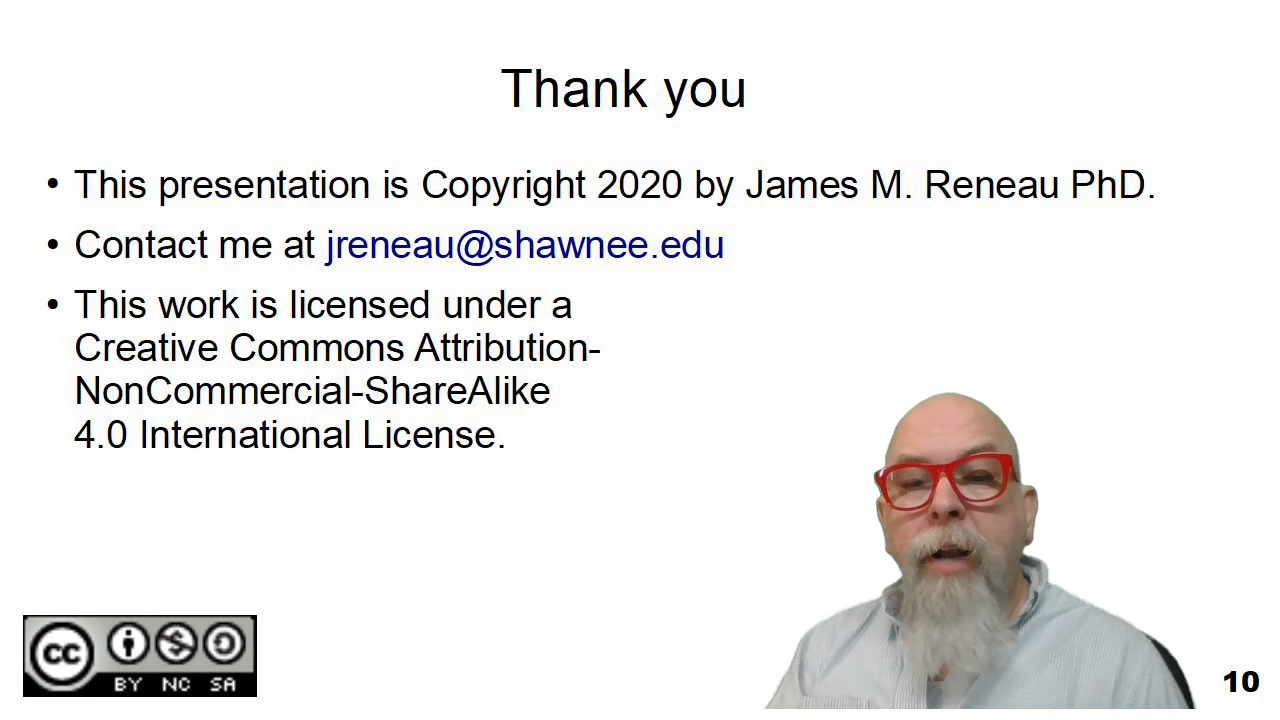 Thank you
• This presentation is Copyright 2020 by James M. Reneau PhD.
• Contact me at jreneau@shawnee.edu
• This work is licensed under a
Creative Commons Attribution-
NonCommercial-ShareAlike
4.0 International License.
cc
BY NC SA
10